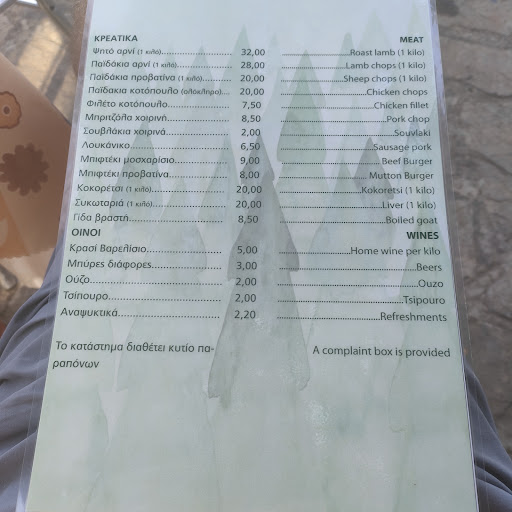 ΚΡΕΑΤΙΚΑ MEAT
Ψητό αρνί (1 κιλό) 32,00 Roast lamb (1 kilo)
Παϊδάκια αρνί (1 κιλό) 28,00 Lamb chops (1 kilo)
Παϊδάκια προβατίνα (1 κιλό) 20,00 Sheep chops (1 kilo)
Παϊδακια κοτόπουλο (ολόκληρο) 20,00 Chicken chops
Φιλέτο κοτόπουλο 7,50 Chicken fillet
Μπριτζόλα χοιρινή 8,50 Pork chop
Σουβλάκια χοιρινά 2,00 Souvlaki
Λουκάνικο 6,50 Sausage pork
Μπιφτέκι μοσχαρίσιο 9,00 Beef Burger
Μπιφτέκι προβατίνα 8,00 Mutton Burger
Κοκορέτσι (1 κιλό) 20,00 Kokoretsi (1 kilo)
Συκωταριά (1 κιλό) 20,00 Liver (1 kilo)
Γίδα βραστή 8,50 Boiled goat
ΟΙΝΟΙ WINES
Κρασί Βαρελίσιο 5,00 Home wine per kilo
Μπύρες διάφορες 3,00 Beers
Ούζο 2,00 Ouzo
Τσίπουρο 2,00 Tsipouro
Αναψυκτικά 2,20 Refreshments
Το κατάστημα διαθέτει κυτίο πα- A complaint box is provided
ραπόνων